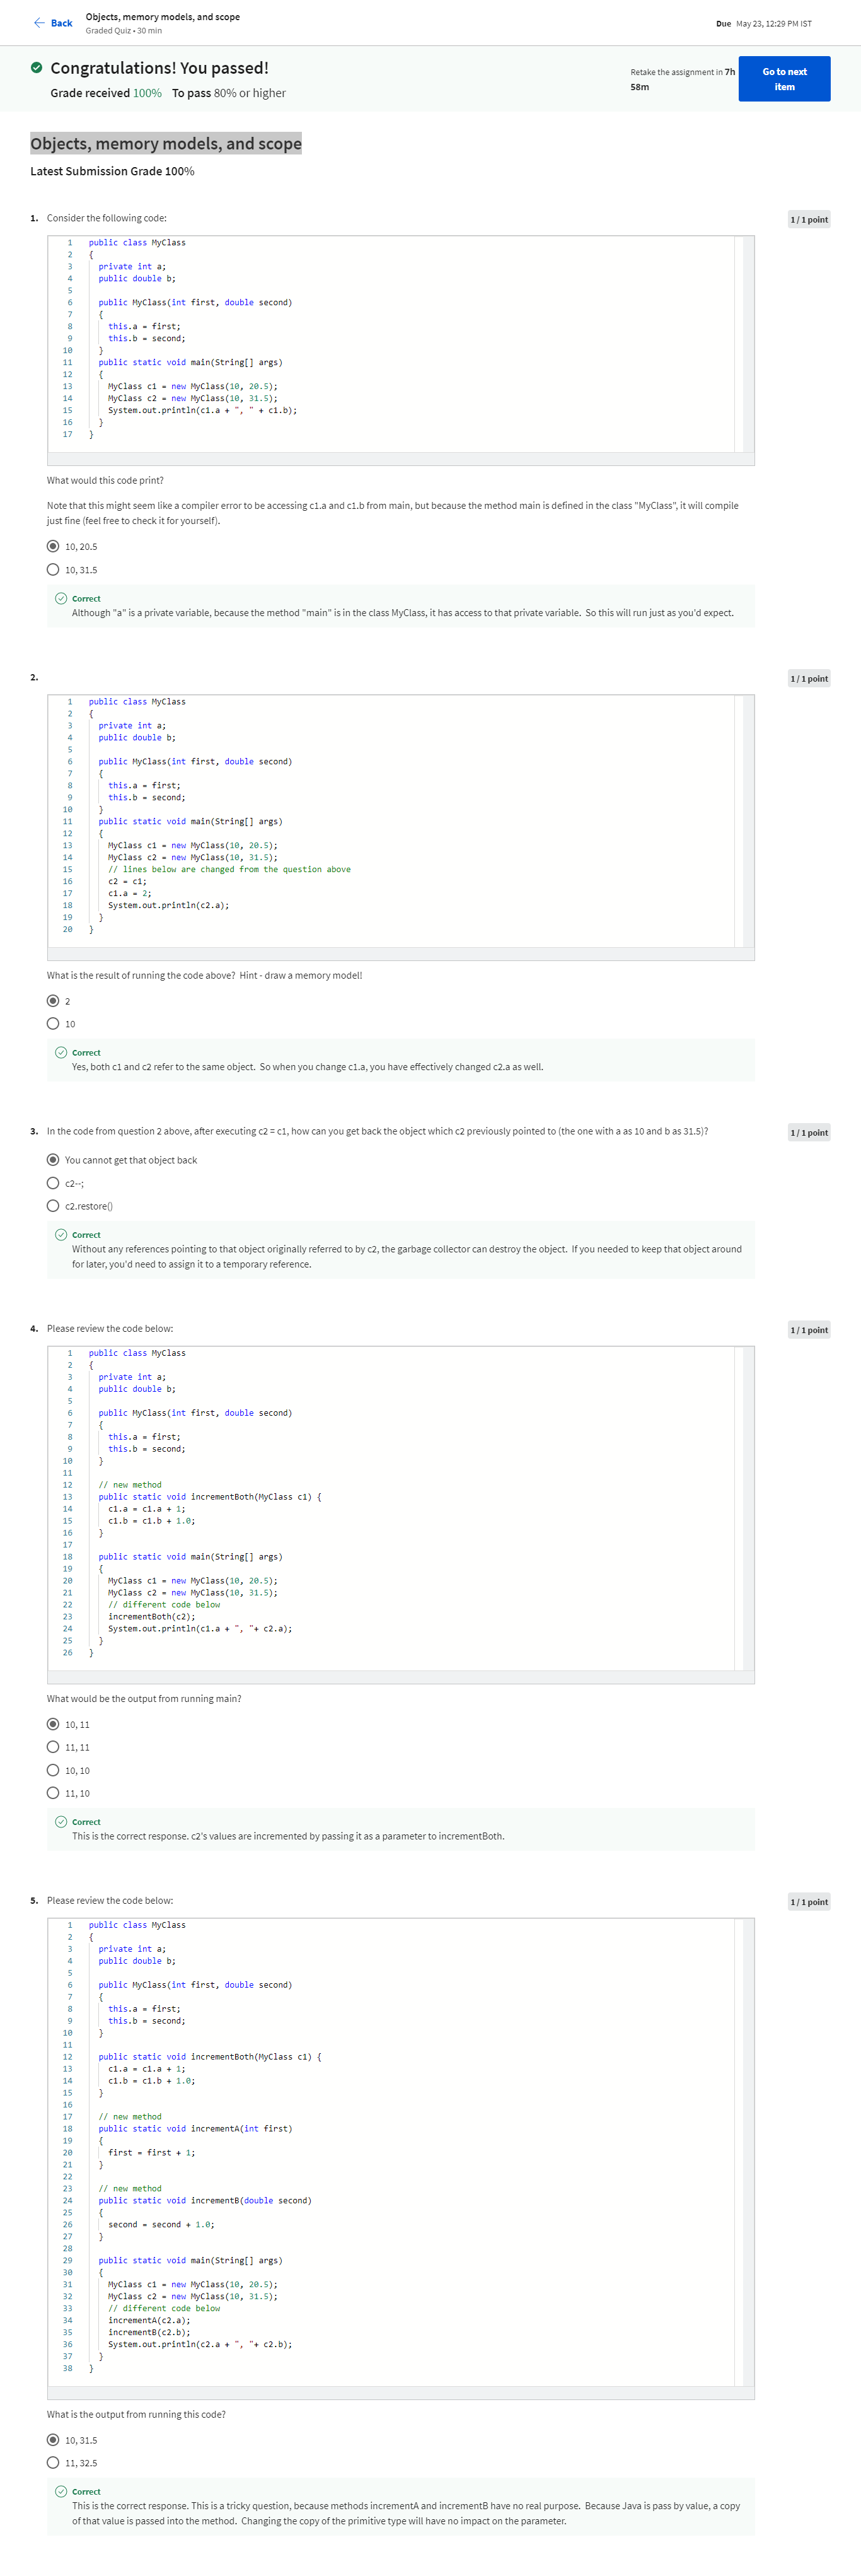 Back
Objects, memory models, and scope
Graded Quiz • 30 min
Due May 23, 12:29 PM IST
Congratulations! You passed!
Grade received 100% To pass 80% or higher
Retake the assignment in 7h
58m
Go to next
item
Objects, memory models, and scope
Latest Submission Grade 100%
1. Consider the following code:
1 / 1 point
1 public class MyClass
2 {
3 private int a;
4 public double b;
5
6 public MyClass(int first, double second)
7 {
8 this.a = first;
9 this.b = second;
10 }
11 public static void main(String[] args)
12 {
13 MyClass c1 = new MyClass(10, 20.5);
14 MyClass c2 = new MyClass(10, 31.5);
15 System.out.println(c1.a + ", " + c1.b);
16 }
17 }
What would this code print?
Note that this might seem like a compiler error to be accessing c1.a and c1.b from main, but because the method main is defined in the class "MyClass", it will compile
just fine (feel free to check it for yourself).
10, 20.5
10, 31.5
Correct
Although "a" is a private variable, because the method "main" is in the class MyClass, it has access to that private variable. So this will run just as you'd expect.
2.
1 / 1 point
1 public class MyClass
2 {
3 private int a;
4 public double b;
5
6 public MyClass(int first, double second)
7 {
8 this.a = first;
9 this.b = second;
10 }
11 public static void main(String[] args)
12 {
13 MyClass c1 = new MyClass(10, 20.5);
14 MyClass c2 = new MyClass(10, 31.5);
15 // lines below are changed from the question above
16 c2 = c1;
17 c1.a = 2;
18 System.out.println(c2.a);
19 }
20 }
What is the result of running the code above? Hint - draw a memory model!
2
10
Correct
Yes, both c1 and c2 refer to the same object. So when you change c1.a, you have effectively changed c2.a as well.
3. In the code from question 2 above, after executing c2 = c1, how can you get back the object which c2 previously pointed to (the one with a as 10 and b as 31.5)?
1 / 1 point
You cannot get that object back
c2--;
c2.restore()
Correct
Without any references pointing to that object originally referred to by c2, the garbage collector can destroy the object. If you needed to keep that object around
for later, you'd need to assign it to a temporary reference.
4. Please review the code below:
1 / 1 point
1 public class MyClass
2 {
3 private int a;
4 public double b;
5
6 public MyClass(int first, double second)
7 {
8 this.a = first;
9 this.b = second;
10 }
11
12 // new method
13 public static void incrementBoth(MyClass c1) {
14 c1.a = c1.a + 1;
15 c1.b = c1.b + 1.0;
16 }
17
18 public static void main(String[] args)
19 {
20 MyClass c1 = new MyClass(10, 20.5);
21 MyClass c2 = new MyClass(10, 31.5);
22 // different code below
23 incrementBoth(c2);
24 System.out.println(c1.a + ", "+ c2.a);
25 }
26 }
What would be the output from running main?
10, 11
11, 11
10, 10
11, 10
Correct
This is the correct response. c2's values are incremented by passing it as a parameter to incrementBoth.
5. Please review the code below:
1 / 1 point
1 public class MyClass
2 {
3 private int a;
4 public double b;
5
6 public MyClass(int first, double second)
7 {
8 this.a = first;
9 this.b = second;
10 }
11
12 public static void incrementBoth(MyClass c1) {
13 c1.a = c1.a + 1;
14 c1.b = c1.b + 1.0;
15 }
16
17 // new method
18 public static void incrementA(int first)
19 {
20 first = first + 1;
21 }
22
23 // new method
24 public static void incrementB(double second)
25 {
26 second = second + 1.0;
27 }
28
29 public static void main(String[] args)
30 {
31 MyClass c1 = new MyClass(10, 20.5);
32 MyClass c2 = new MyClass(10, 31.5);
33 // different code below
34 incrementA(c2.a);
35 incrementB(c2.b);
36 System.out.println(c2.a + ", "+ c2.b);
37 }
38 }
What is the output from running this code?
10, 31.5
11, 32.5
Correct
This is the correct response. This is a tricky question, because methods incrementA and incrementB have no real purpose. Because Java is pass by value, a copy
of that value is passed into the method. Changing the copy of the primitive type will have no impact on the parameter.